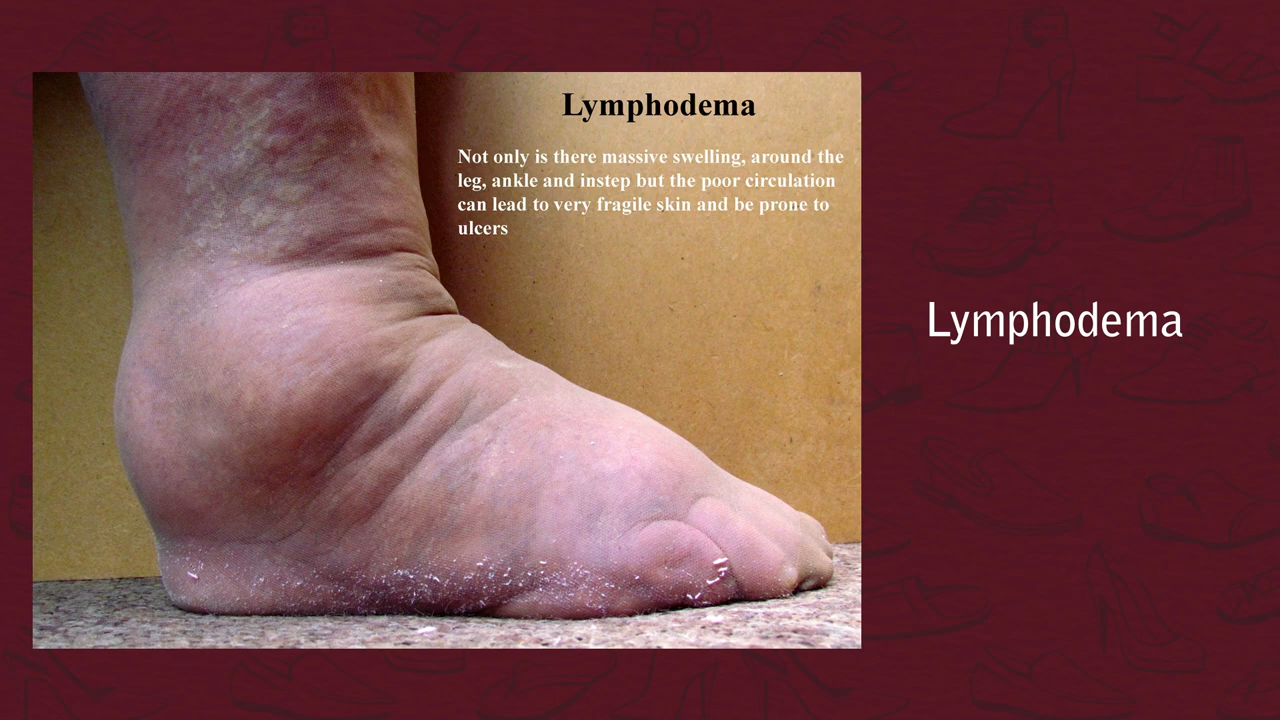 Lymphodema
Not only is there massive swelling, around the
leg, ankle and instep but the poor circulation
can lead to very fragile skin and be prone to
ulcers
Lymphodema